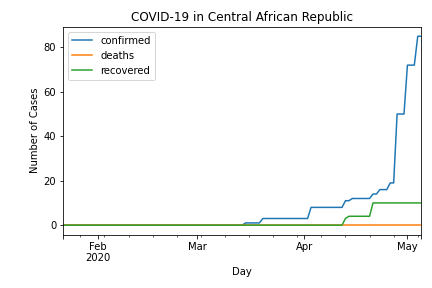 COVID-19 in Central African Republic
confirmed
deaths
recovered
Number of Cases
80
60
40
20
0
Feb
2020
Mar
Apr
May
Day